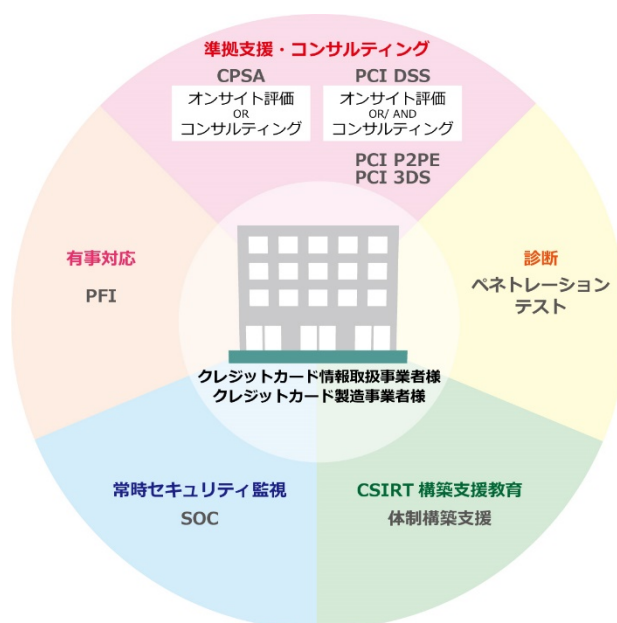 準拠支援・コンサルティング
CPSA
オンサイト評価
OR
コンサルティング
PCI DSS
オンサイト評価
OR/ AND
コンサルティング
PCI P2PE
PCI 3DS
有事対応
PFI
診断
ペネトレーション
テスト
クレジットカード情報取扱事業者様
クレジットカード製造事業者様
常時セキュリティ監視
SOC
CSIRT 構築支援教育
体制構築支援